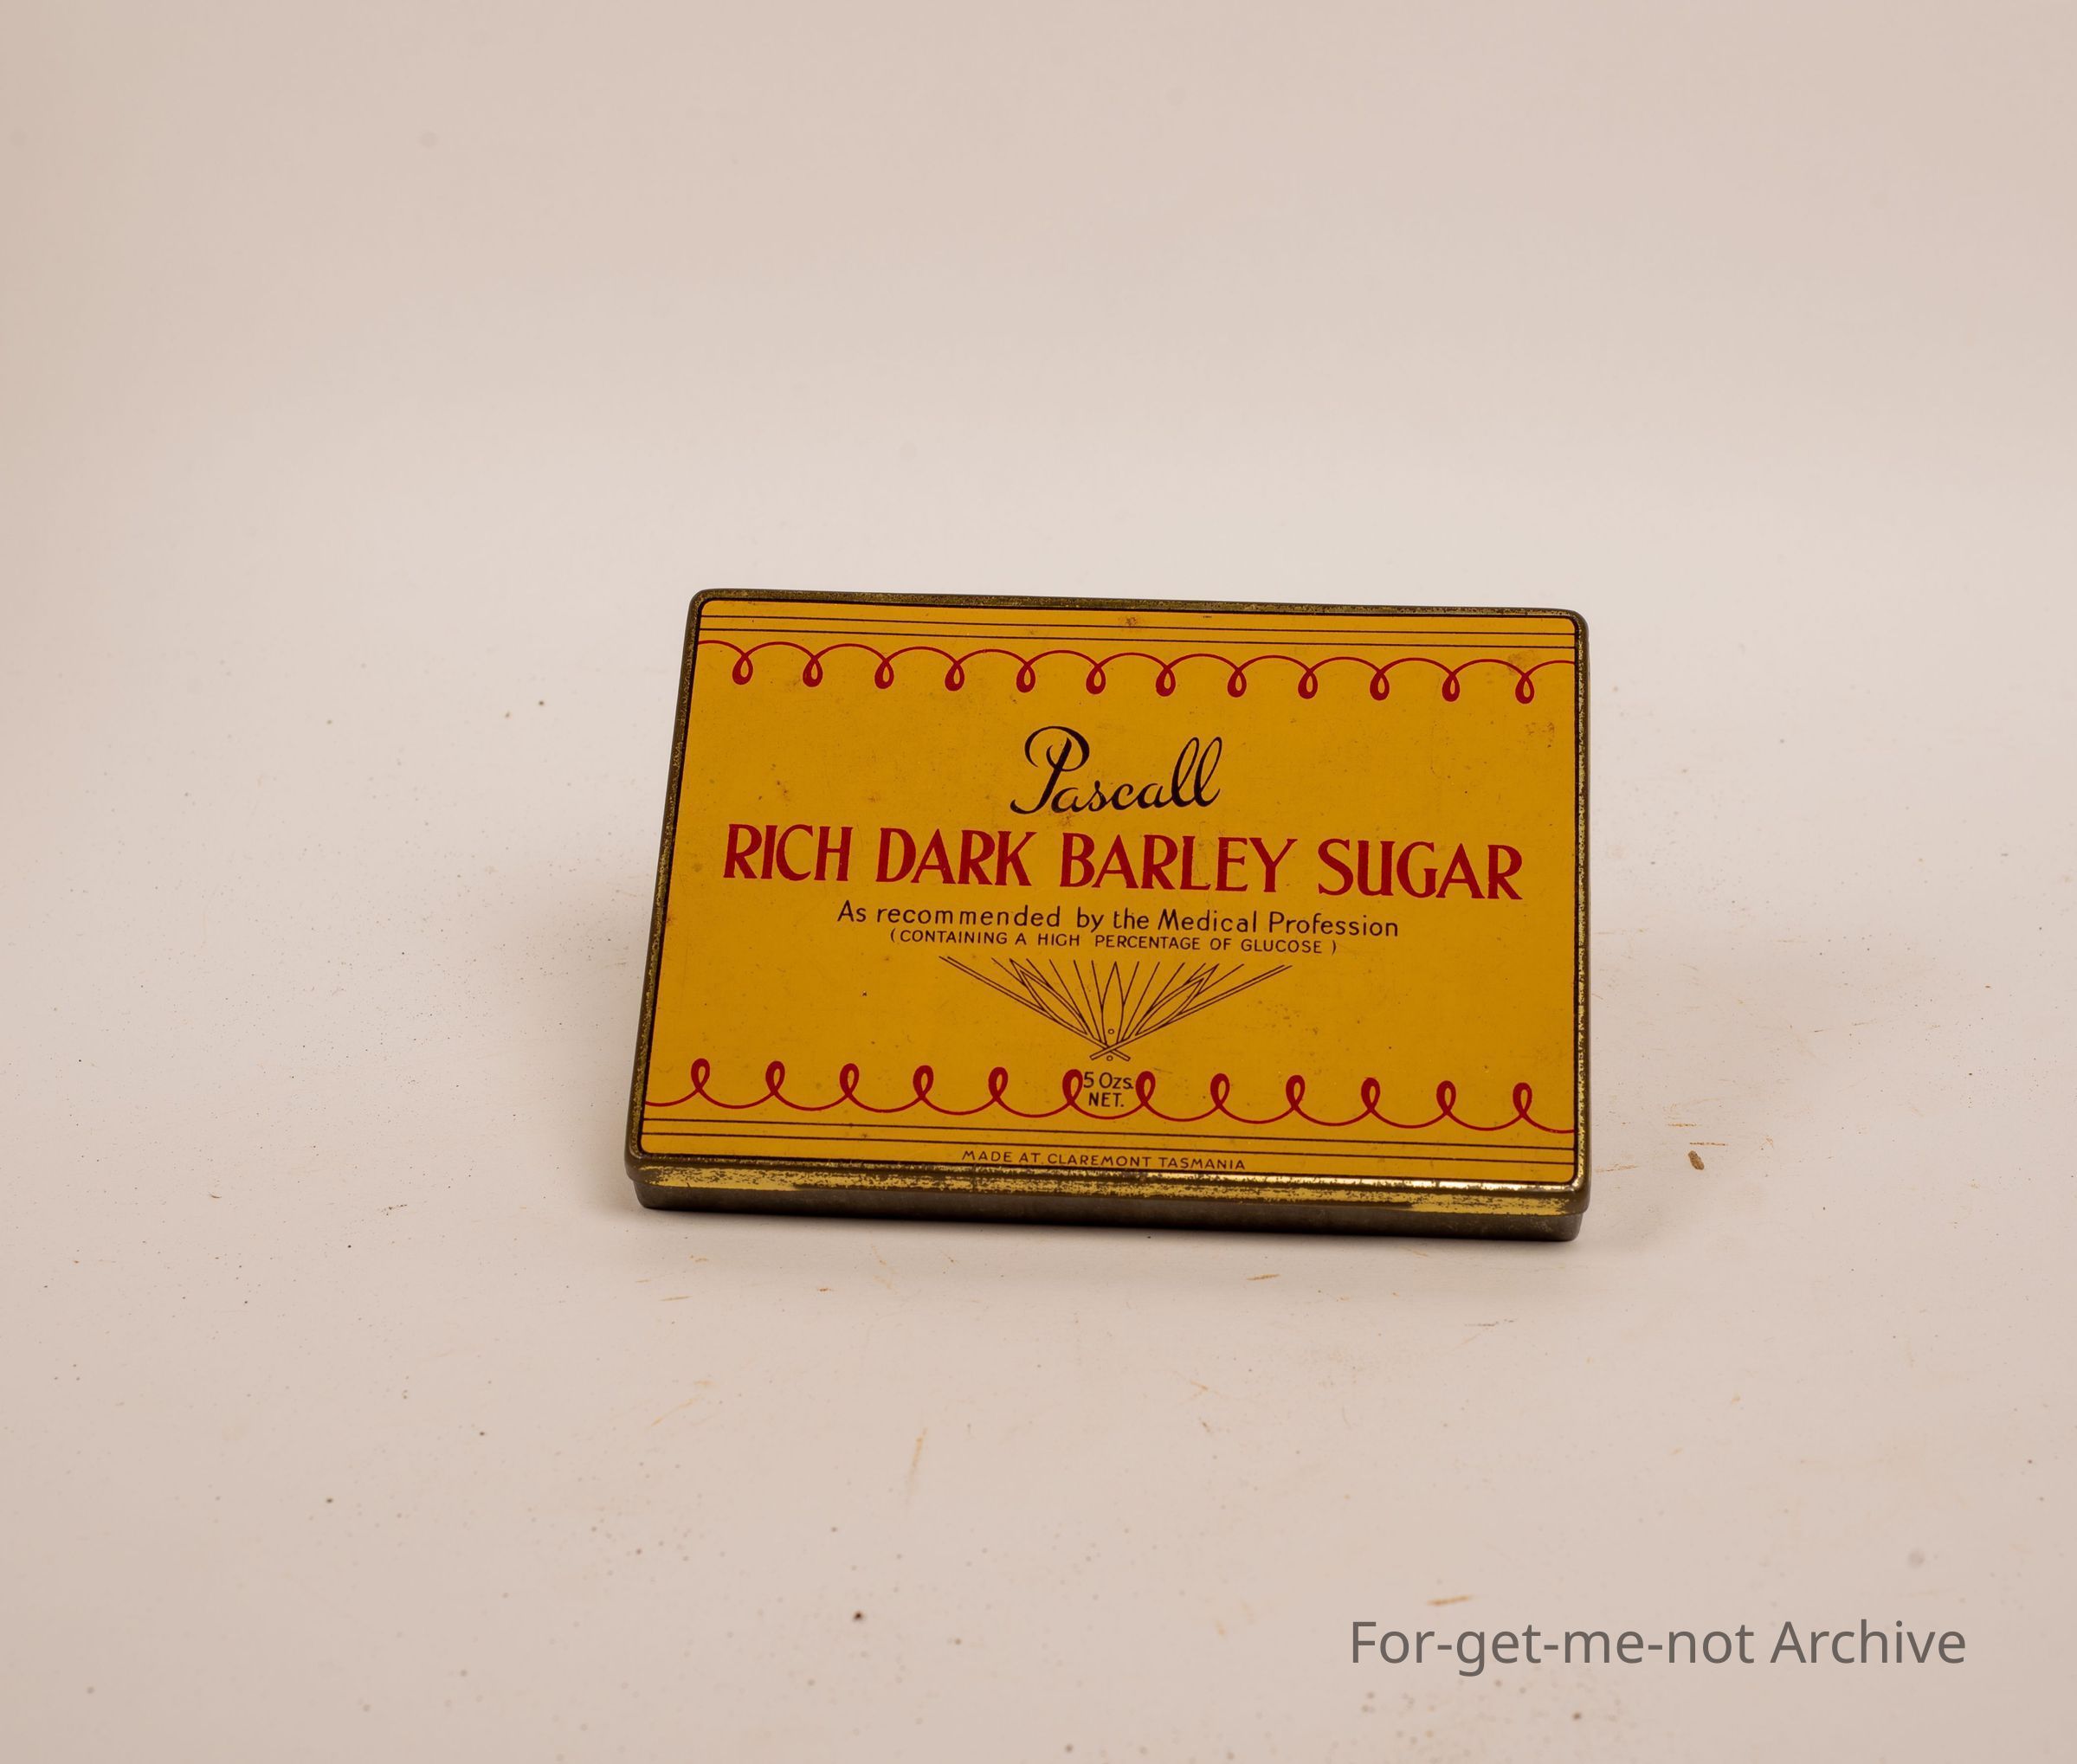 Pascall
RICH DARK BARLEY SUGAR
As recommended by the Medical Profession
(CONTAINING A HIGH PERCENTAGE OF GLUCOSE)
5 Ozs.
NET.
MADE AT CLAREMONT TASMANIA
For-get-me-not Archive